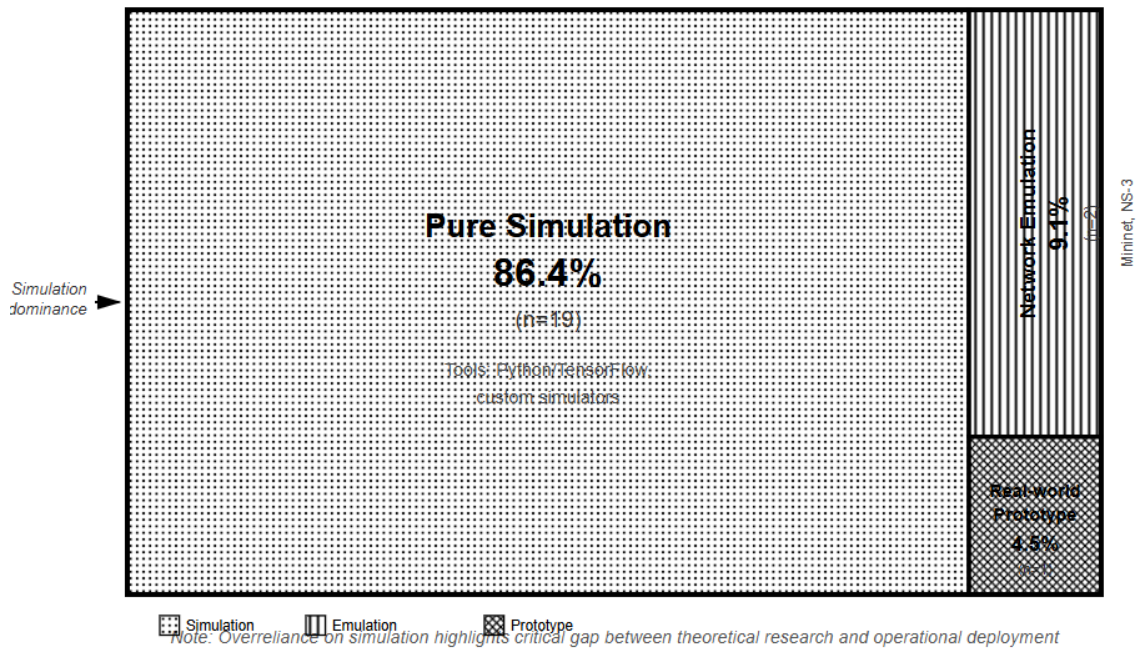 Pure Simulation
86.4%
(n=19)
Tools: Python/TensorFlow,
custom simulators
Simulation
dominance
Network Emulation
9.1%
(n=2)
Mininet, NS-3
Real-world
Prototype
4.5%
(n=1)
Simulation
Emulation
Prototype
Note: Overreliance on simulation highlights critical gap between theoretical research and operational deployment